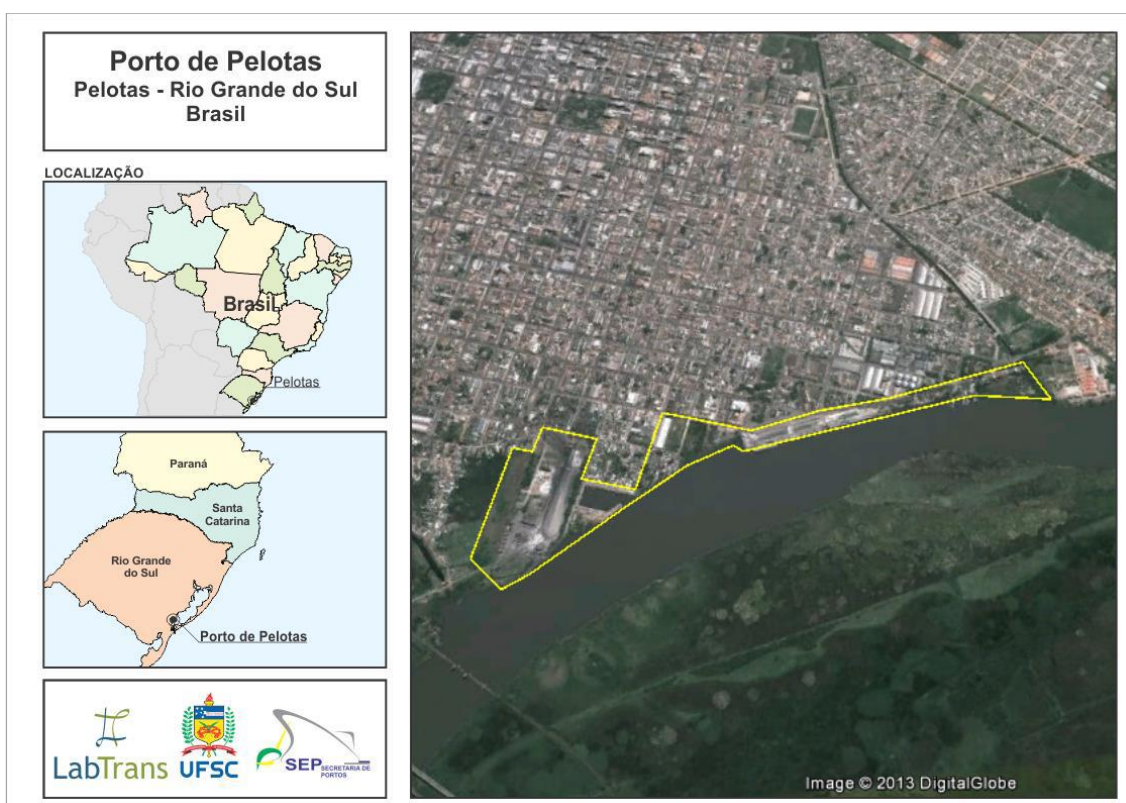 Porto de Pelotas
Pelotas - Rio Grande do Sul
Brasil
LOCALIZAÇÃO
Brasil
Pelotas
Paraná
Santa
Catarina
Rio Grande
do Sul
Porto de Pelotas
LabTrans
UFSC
SEP SECRETARIA DE
PORTOS
Image © 2013 DigitalGlobe